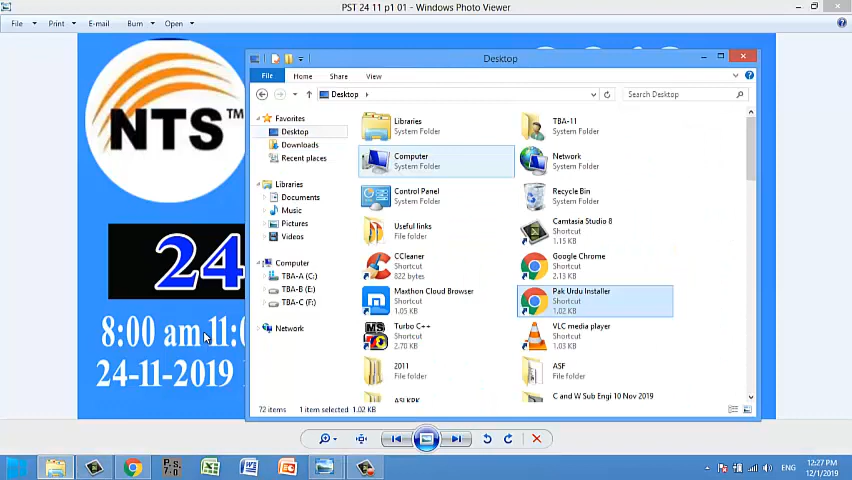 PST 24 11 p1 01 - Windows Photo Viewer
File Print E-mail Burn Open
NTS™
24
8:00 am 11:0
24-11-2019
Desktop
File Home Share View
Desktop
Search Desktop
Favorites
Desktop
Downloads
Recent places
Libraries
Documents
Music
Pictures
Videos
Computer
TBA-A (C:)
TBA-B (E:)
TBA-C (F:)
Network
Libraries
System Folder
TBA-11
System Folder
Computer
System Folder
Network
System Folder
Control Panel
System Folder
Recycle Bin
System Folder
Useful links
File folder
Camtasia Studio 8
Shortcut
1.15 KB
CCleaner
Shortcut
822 bytes
Google Chrome
Shortcut
2.13 KB
Maxthon Cloud Browser
Shortcut
1.05 KB
Pak Urdu Installer
Shortcut
1.02 KB
Turbo C++
Shortcut
2.70 KB
VLC media player
Shortcut
1.03 KB
2011
File folder
ASF
File folder
ASF KPK
C and W Sub Engi 10 Nov 2019
72 items 1 item selected 1.02 KB
P.S.
7.0
ENG
12:27 PM
12/1/2019